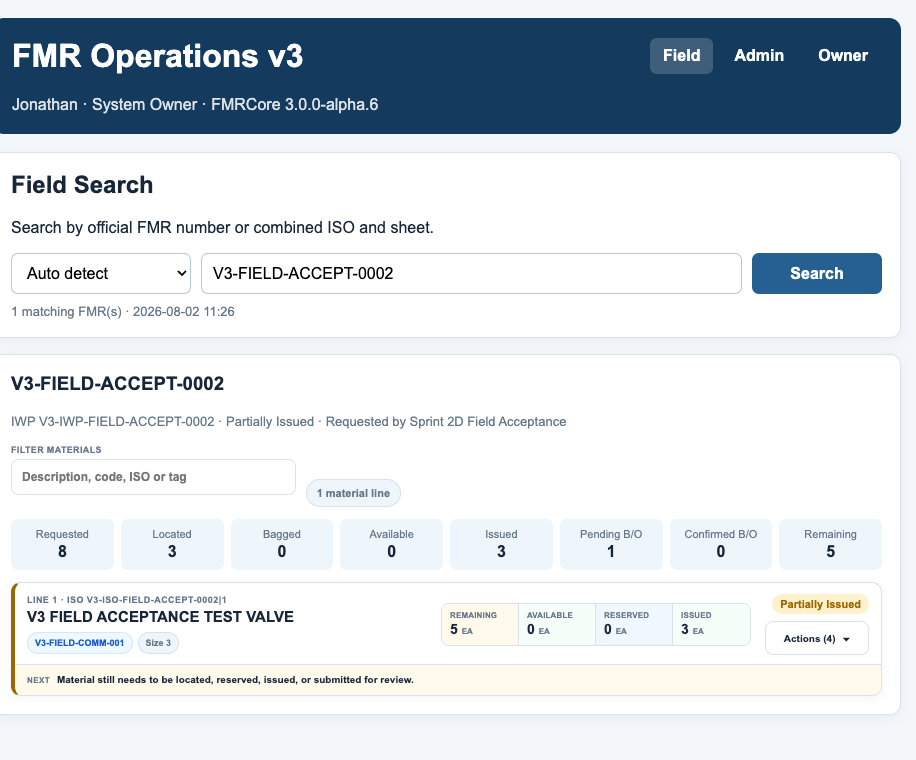 FMR Operations v3
Field Admin Owner
Jonathan · System Owner · FMRCore 3.0.0-alpha.6
Field Search
Search by official FMR number or combined ISO and sheet.
Auto detect V3-FIELD-ACCEPT-0002 Search
1 matching FMR(s) · 2026-08-02 11:26
V3-FIELD-ACCEPT-0002
IWP V3-IWP-FIELD-ACCEPT-0002 · Partially Issued · Requested by Sprint 2D Field Acceptance
FILTER MATERIALS
Description, code, ISO or tag
1 material line
Requested Located Bagged Available Issued Pending B/O Confirmed B/O Remaining
8 3 0 0 3 1 0 5
LINE 1 · ISO V3-ISO-FIELD-ACCEPT-0002|1
V3 FIELD ACCEPTANCE TEST VALVE
V3-FIELD-COMM-001 Size 3
REMAINING AVAILABLE RESERVED ISSUED
5 EA 0 EA 0 EA 3 EA
Partially Issued
Actions (4)
NEXT Material still needs to be located, reserved, issued, or submitted for review.